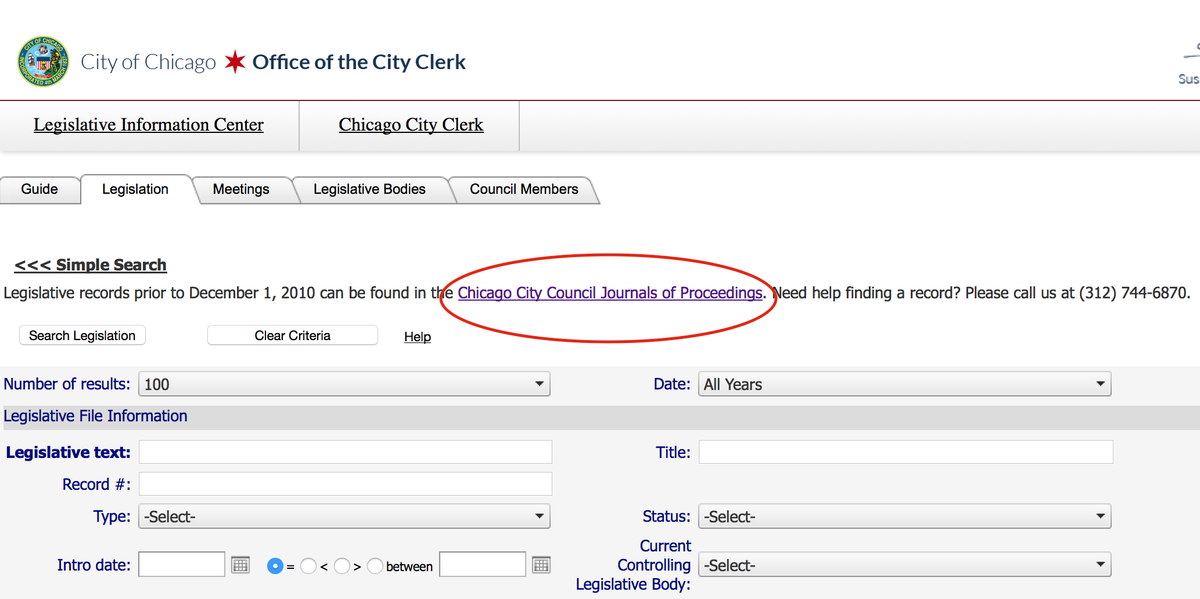 City of Chicago Office of the City Clerk
Sus
Legislative Information Center Chicago City Clerk
Guide Legislation Meetings Legislative Bodies Council Members
<<< Simple Search
Legislative records prior to December 1, 2010 can be found in the Chicago City Council Journals of Proceedings. Need help finding a record? Please call us at (312) 744-6870.
Search Legislation Clear Criteria Help
Number of results: 100 Date: All Years
Legislative File Information
Legislative text: Title:
Record #:
Type: -Select- Status: -Select-
Intro date: = < > between Current Controlling Legislative Body: -Select-